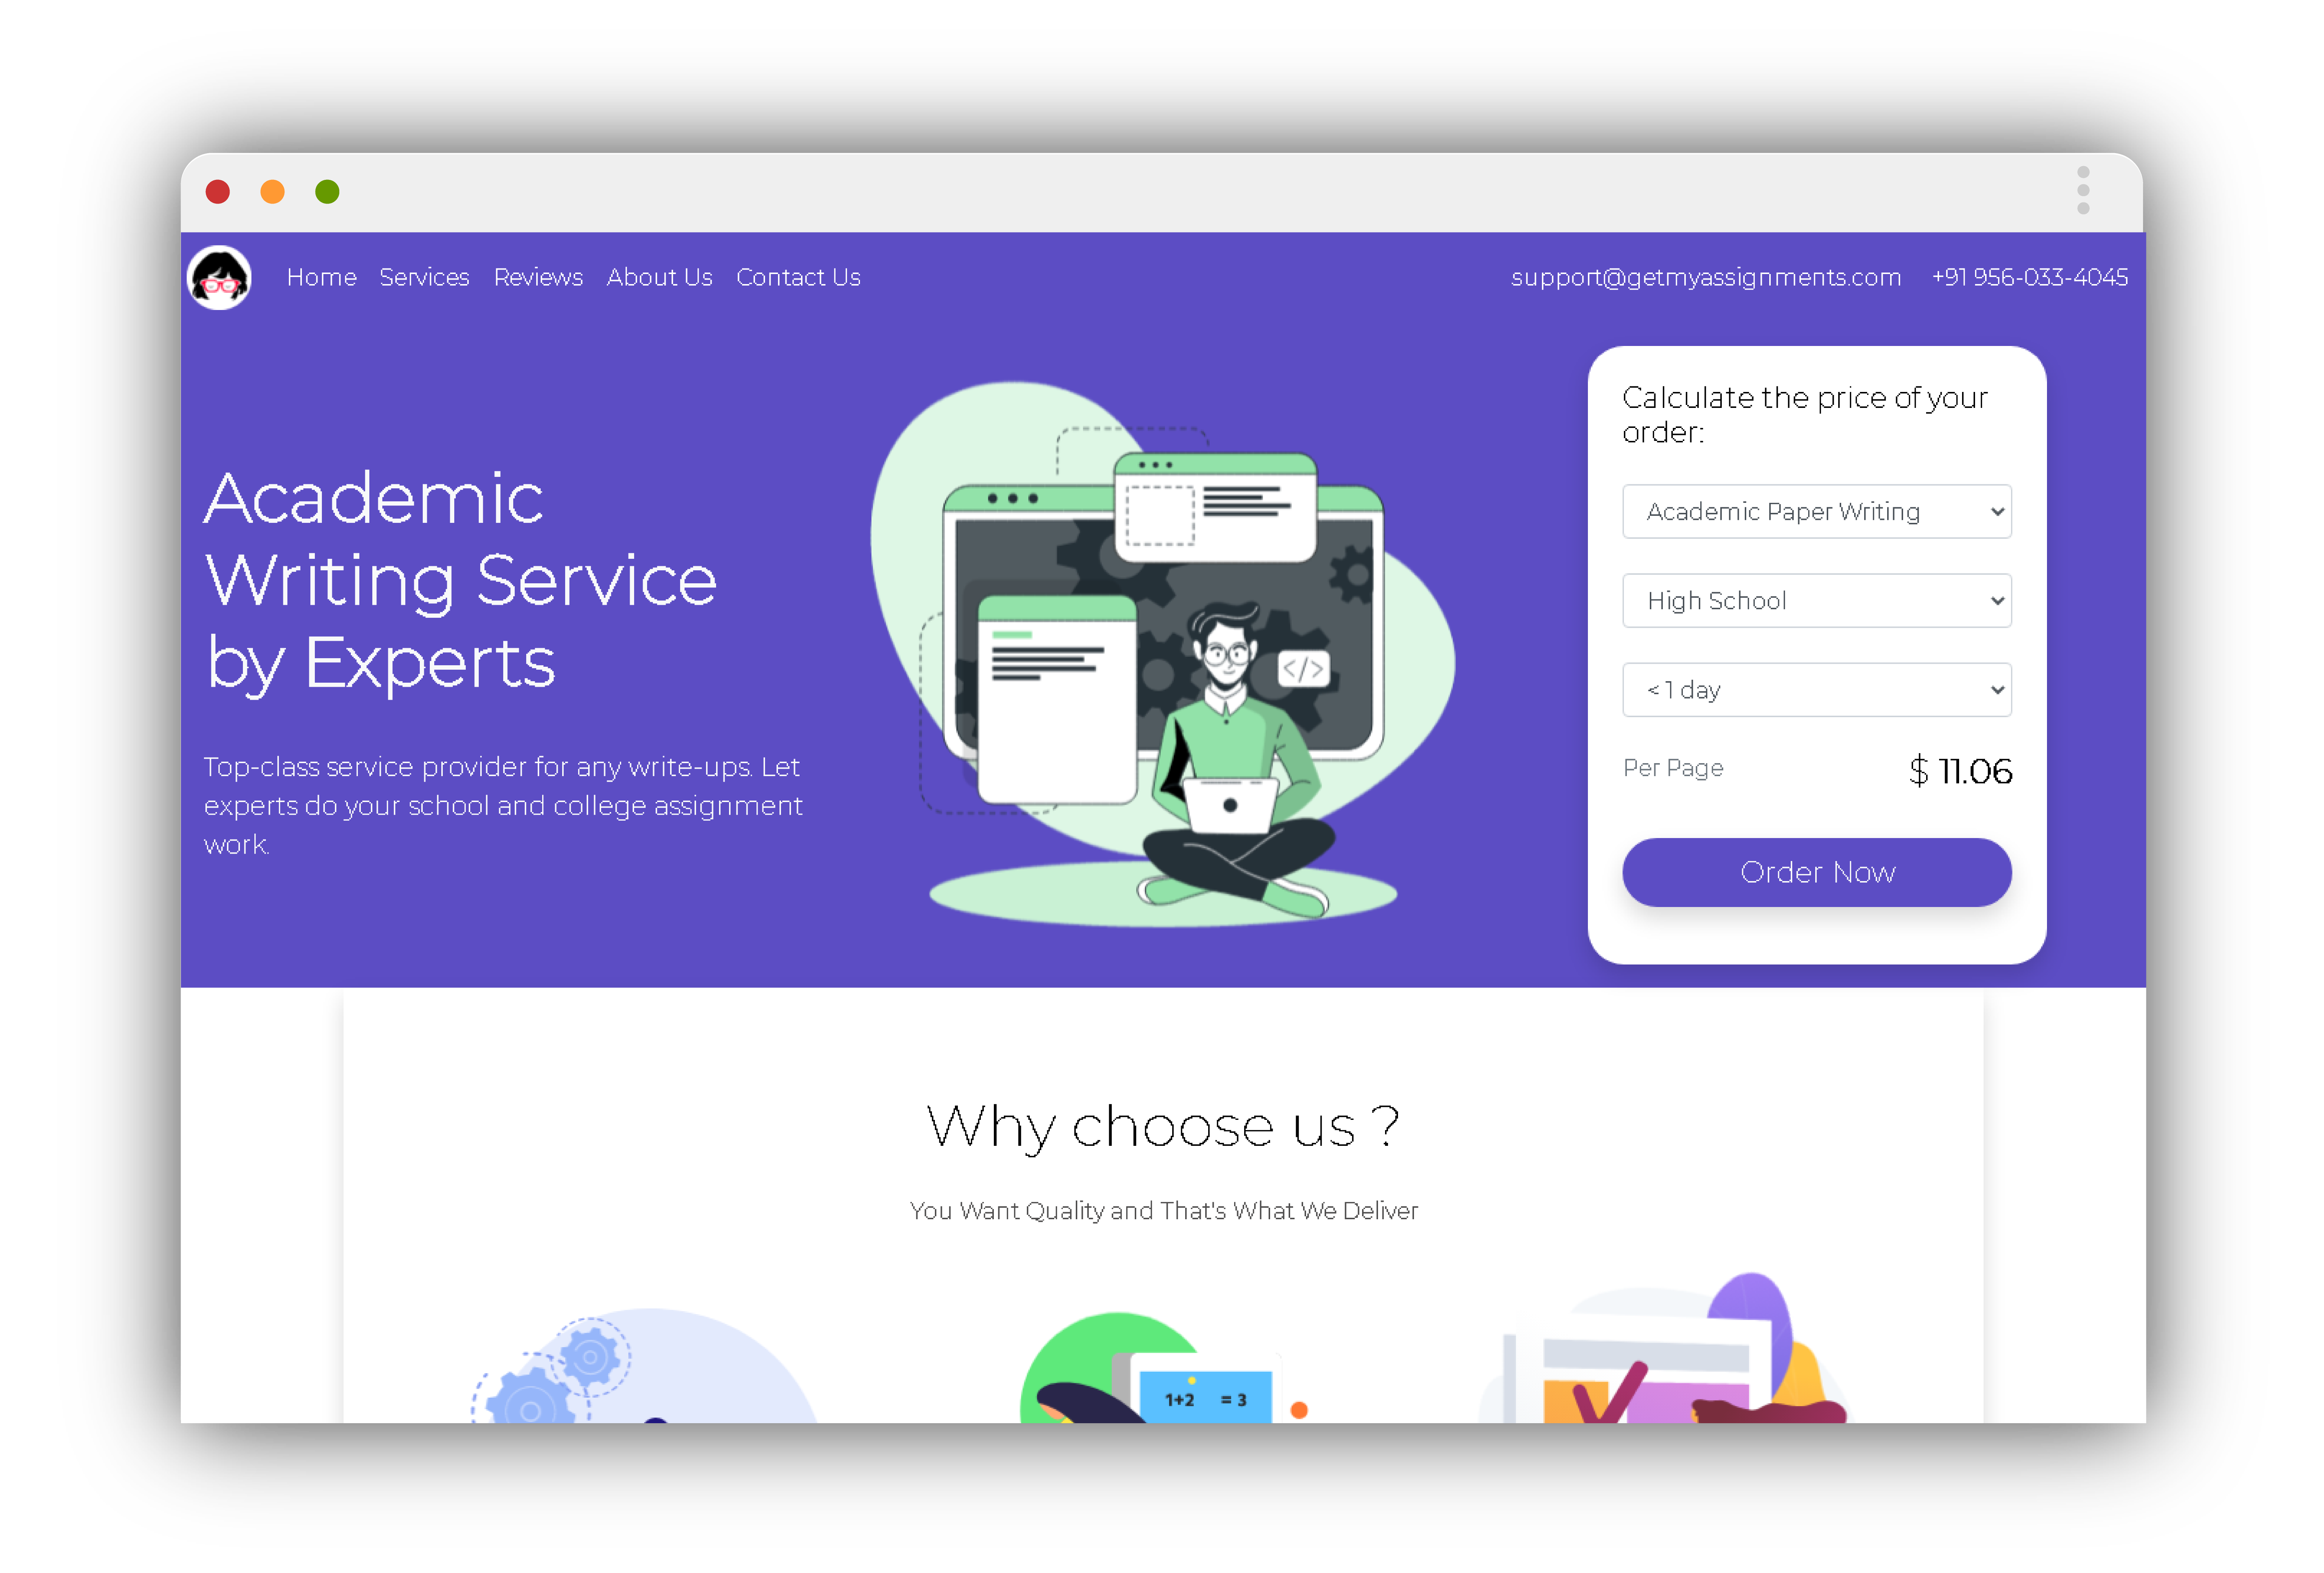 Home Services Reviews About Us Contact Us support@getmyassignments.com +91 956-033-4045
Academic
Writing Service
by Experts
Top-class service provider for any write-ups. Let
experts do your school and college assignment
work.
</>
Calculate the price of your
order:
Academic Paper Writing
High School
< 1 day
Per Page $ 11.06
Order Now
Why choose us ?
You Want Quality and That's What We Deliver
1+2 = 3